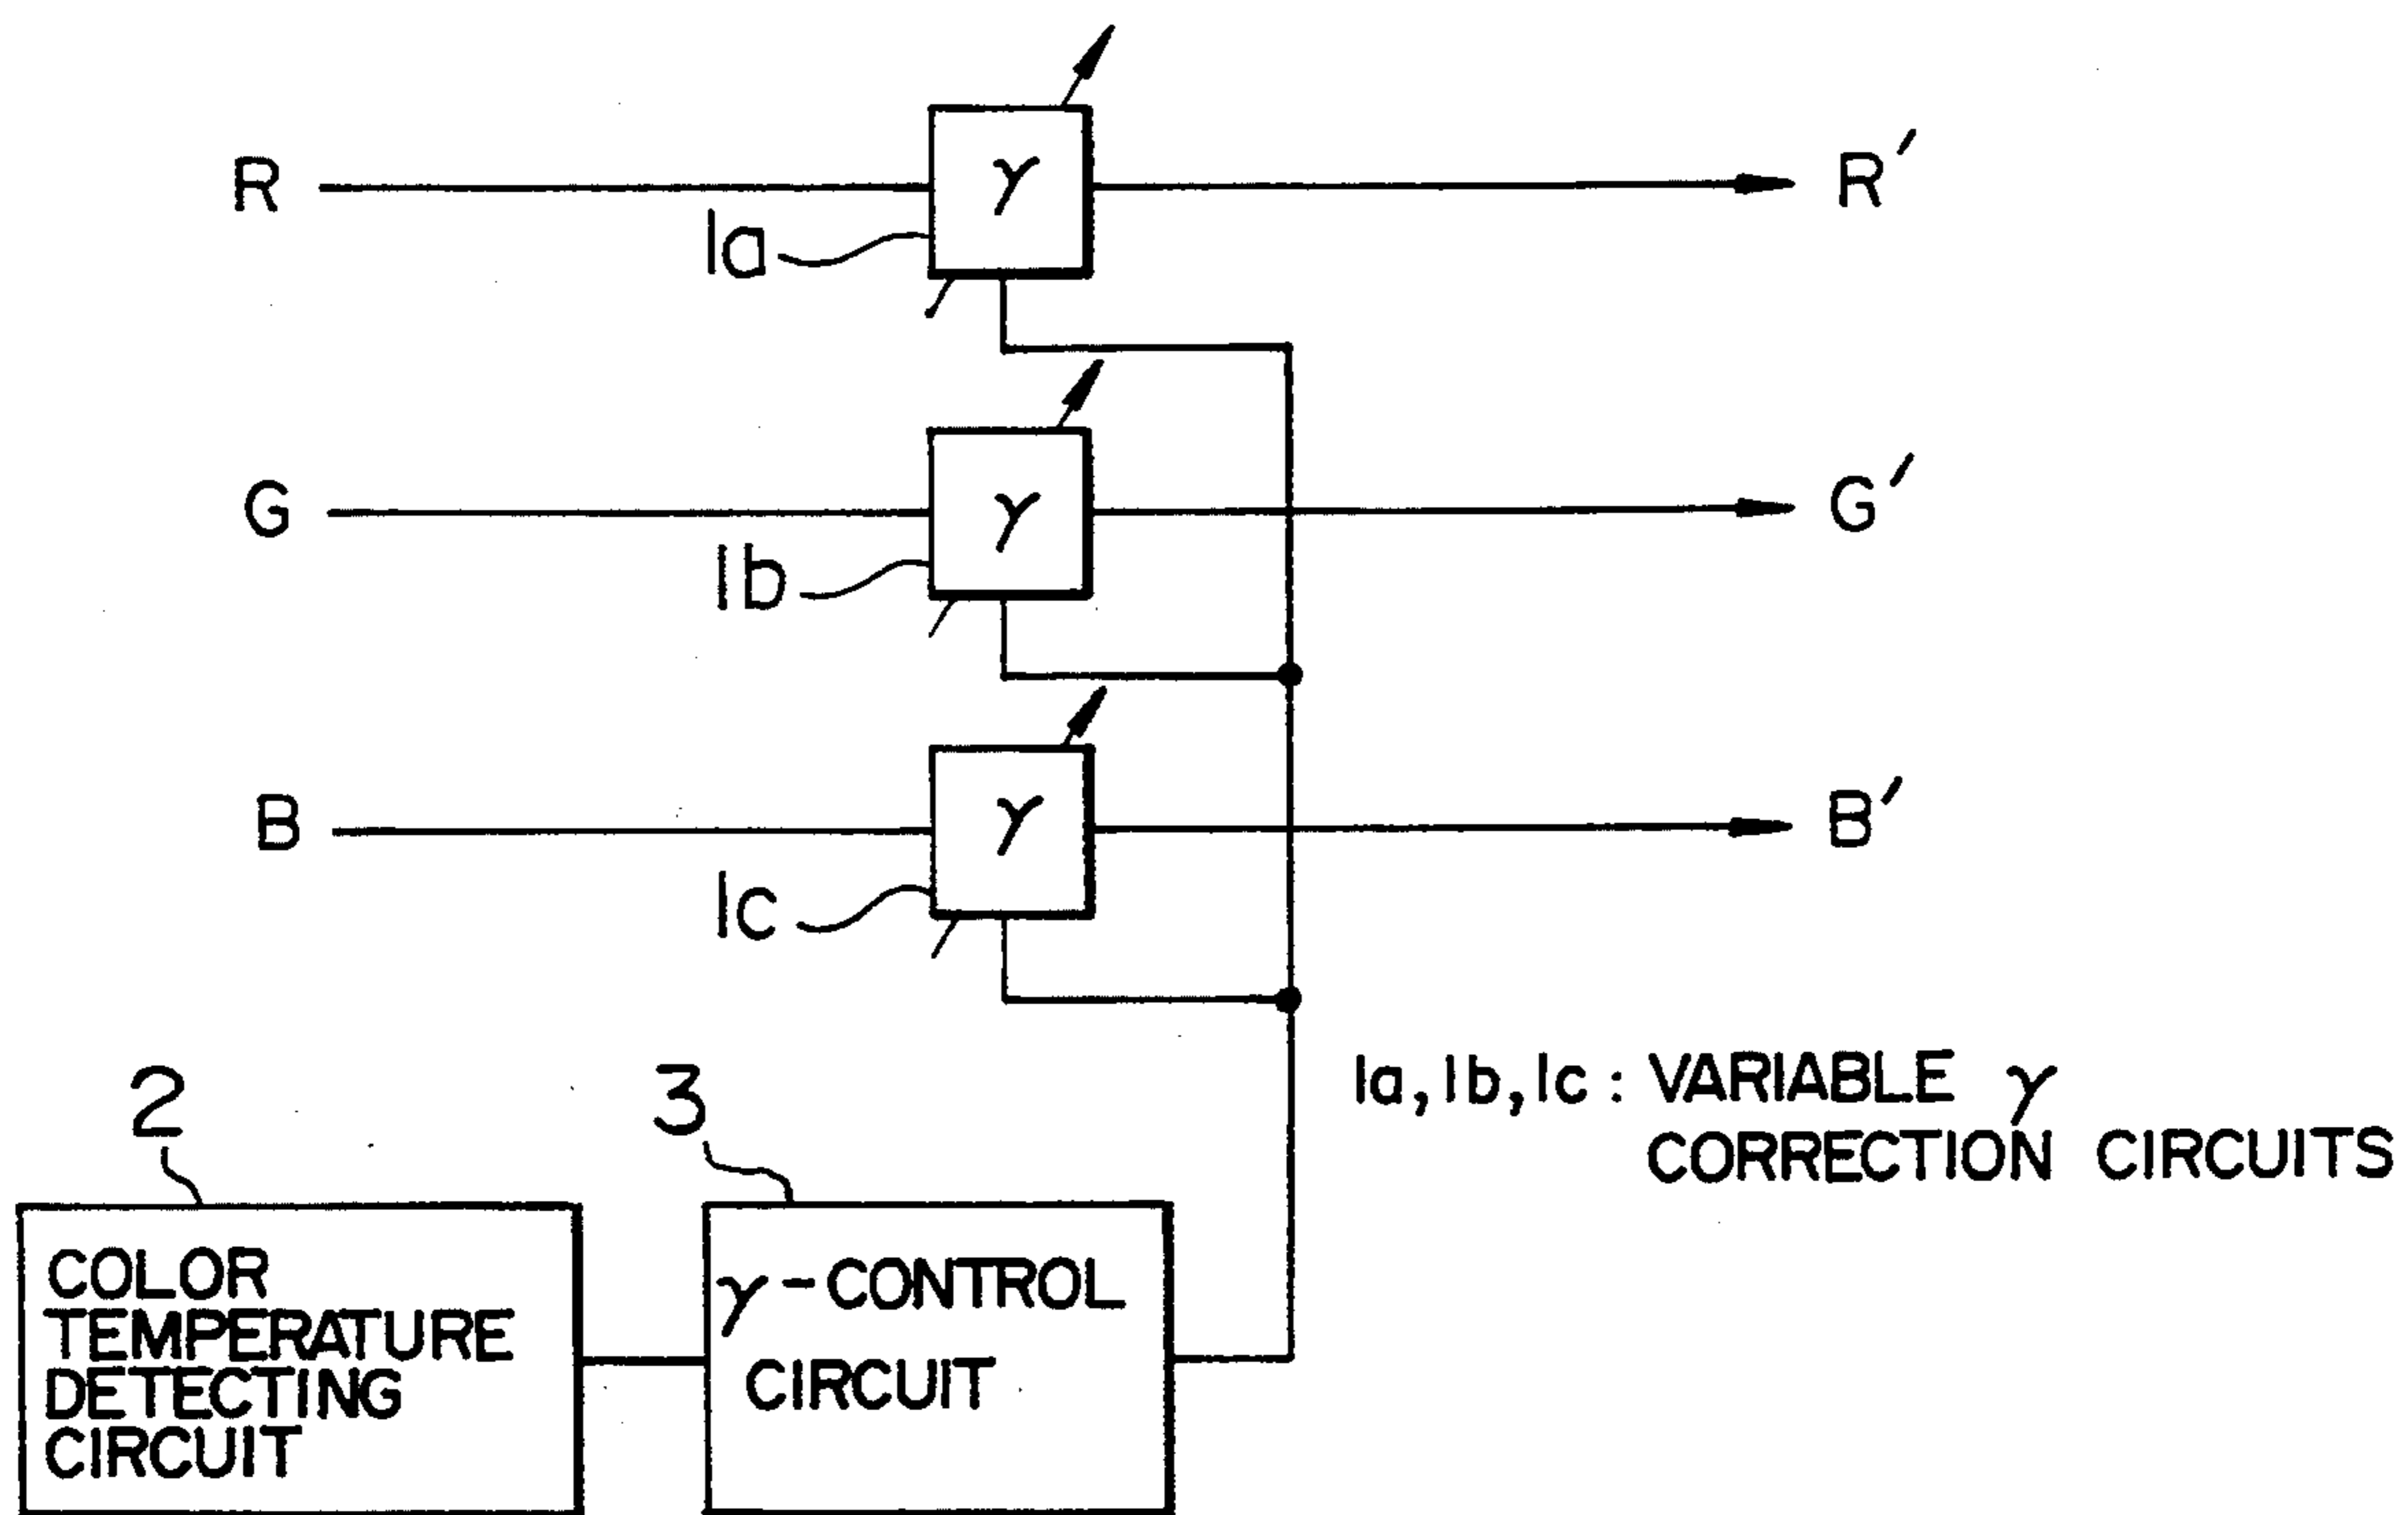 R γ R′
1a
G γ G′
1b
B γ B′
1c
1a, 1b, 1c : VARIABLE γ
CORRECTION CIRCUITS
2
3
COLOR
TEMPERATURE
DETECTING
CIRCUIT
γ-CONTROL
CIRCUIT